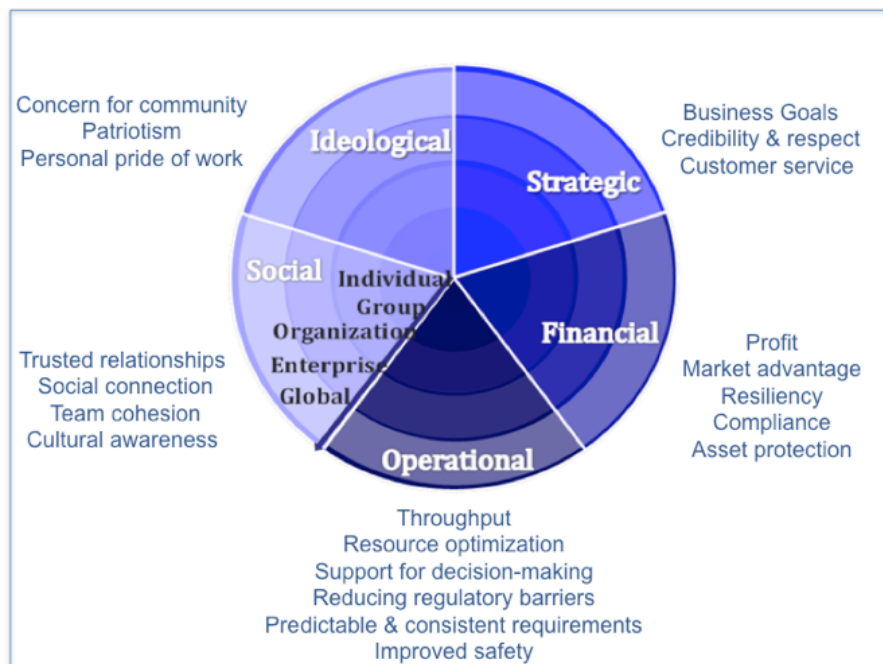 Concern for community
Patriotism
Personal pride of work
Ideological
Strategic
Business Goals
Credibility & respect
Customer service
Social
Individual
Group
Organization
Enterprise
Global
Financial
Operational
Trusted relationships
Social connection
Team cohesion
Cultural awareness
Profit
Market advantage
Resiliency
Compliance
Asset protection
Throughput
Resource optimization
Support for decision-making
Reducing regulatory barriers
Predictable & consistent requirements
Improved safety